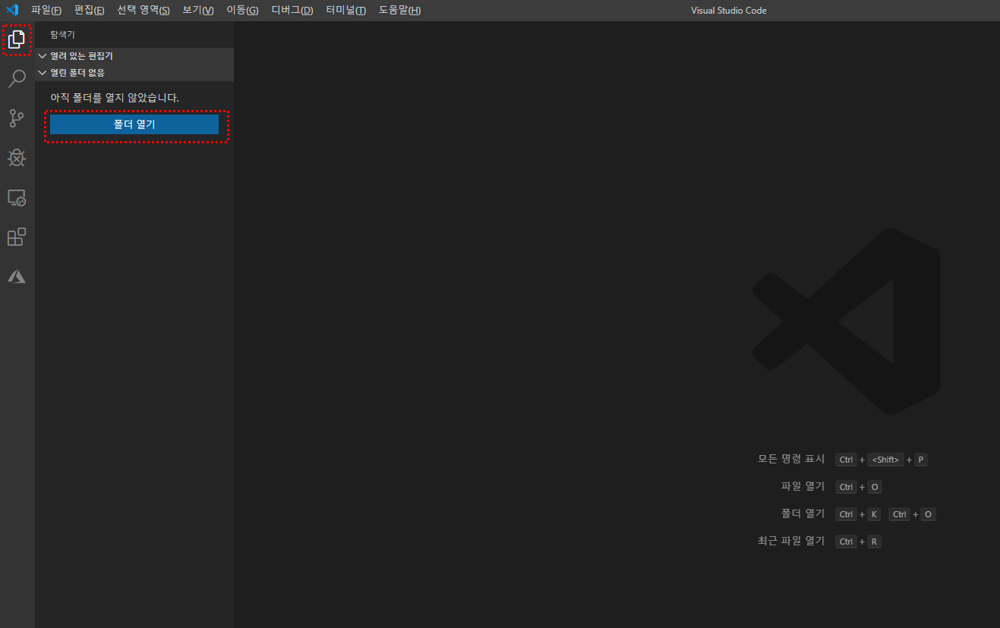 파일(F) 편집(E) 선택 영역(S) 보기(V) 이동(G) 디버그(D) 터미널(T) 도움말(H) Visual Studio Code
탐색기
열려 있는 편집기
열린 폴더 없음
아직 폴더를 열지 않았습니다.
폴더 열기
모든 명령 표시 Ctrl + <Shift> + P
파일 열기 Ctrl + O
폴더 열기 Ctrl + K Ctrl + O
최근 파일 열기 Ctrl + R